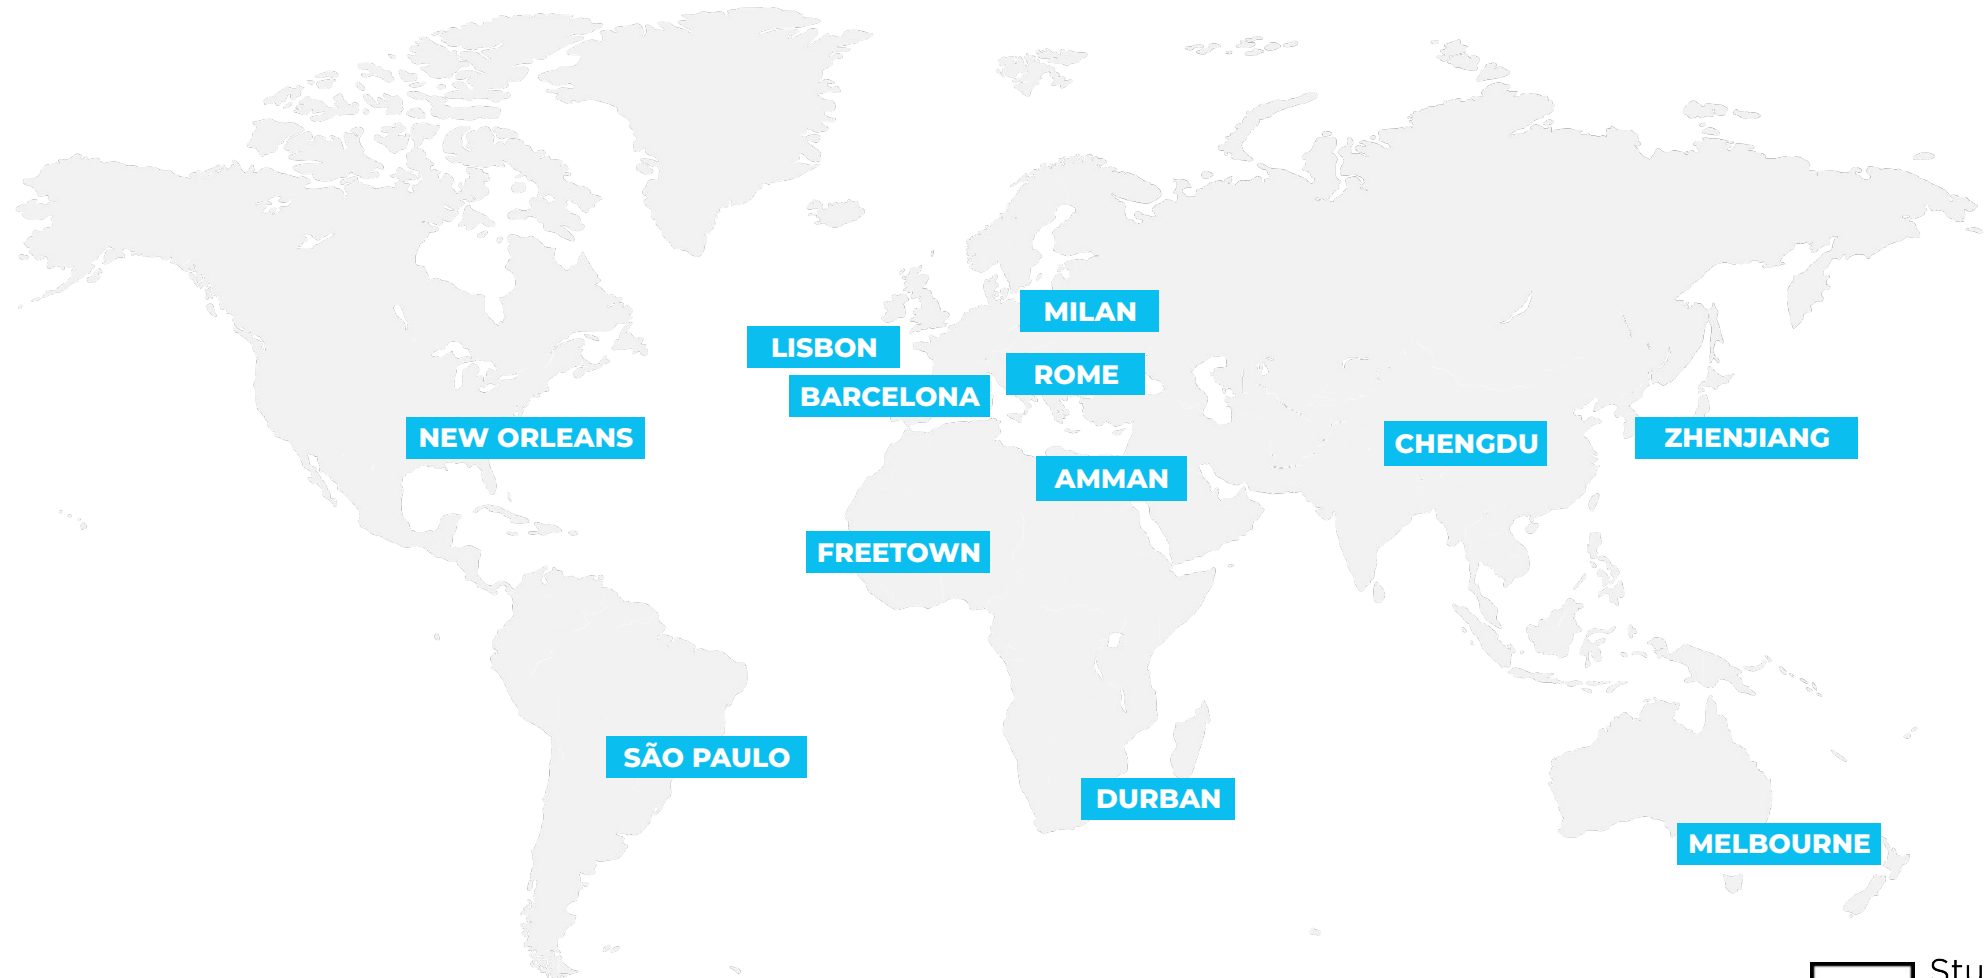 MILAN
LISBON
ROME
BARCELONA
NEW ORLEANS
CHENGDU
ZHENJIANG
AMMAN
FREETOWN
SÃO PAULO
DURBAN
MELBOURNE